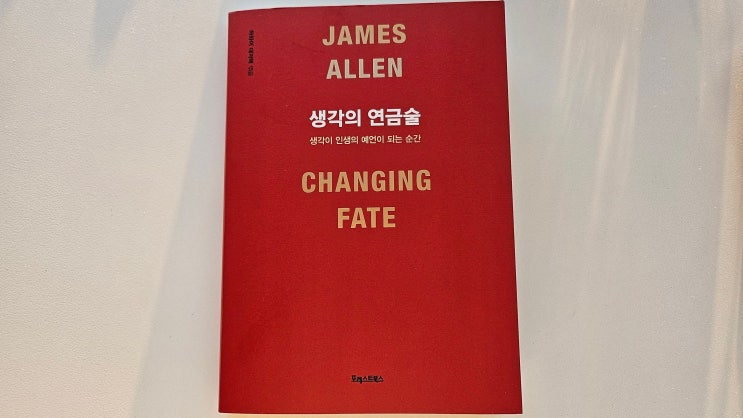 JAMES
ALLEN
생각의 연금술
생각이 인생의 예언이 되는 순간
CHANGING
FATE
포레스트북스